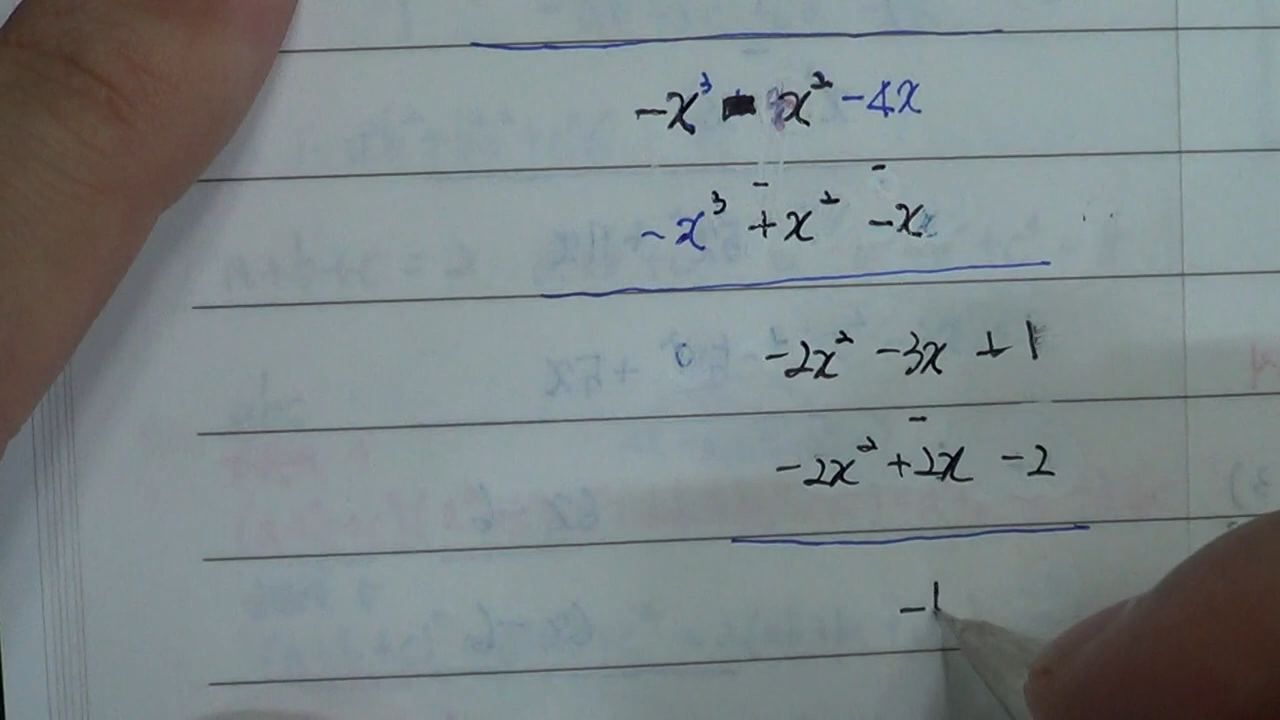 -x³ - x² -4x
- -
-x³ +x² -x
-2x² -3x +1
-
-2x² +2x -2
-1